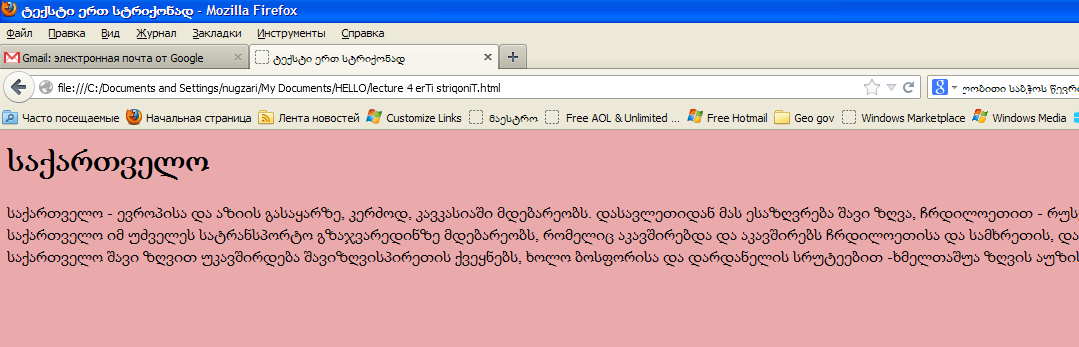 ტექსტი ერთ სტრიქონად - Mozilla Firefox
Файл Правка Вид Журнал Закладки Инструменты Справка
Gmail: электронная почта от Google × ტექსტი ერთ სტრიქონად × +
file:///C:/Documents and Settings/nugzari/My Documents/HELLO/lecture 4 erTi striqoniT.html ღობითი საბჭოს წევრ
Часто посещаемые Начальная страница Лента новостей Customize Links მაესტრო Free AOL & Unlimited ... Free Hotmail Geo gov Windows Marketplace Windows Media
საქართველო
საქართველო - ევროპისა და აზიის გასაყარზე, კერძოდ, კავკასიაში მდებარეობს. დასავლეთიდან მას ესაზღვრება შავი ზღვა, ჩრდილოეთით - რუს
საქართველო იმ უძველეს სატრანსპორტო გზაჯვარედინზე მდებარეობს, რომელიც აკავშირებდა და აკავშირებს ჩრდილოეთისა და სამხრეთის, და
საქართველო შავი ზღვით უკავშირდება შავიზღვისპირეთის ქვეყნებს, ხოლო ბოსფორისა და დარდანელის სრუტეებით -ხმელთაშუა ზღვის აუზის